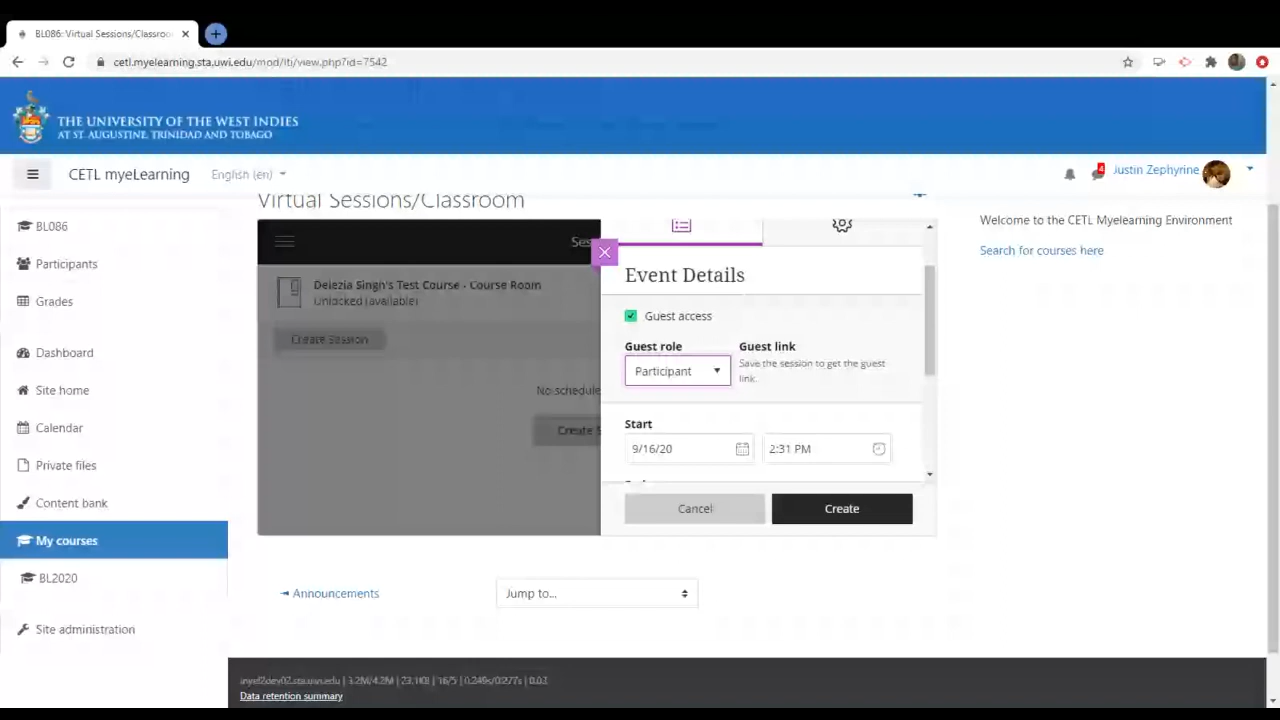 BL086: Virtual Sessions/Classroo
cetl.myelearning.sta.uwi.edu/mod/lti/view.php?id=7542
THE UNIVERSITY OF THE WEST INDIES
AT ST. AUGUSTINE, TRINIDAD AND TOBAGO
CETL myeLearning
English (en)
4
Justin Zephyrine
BL086
Participants
Grades
Dashboard
Site home
Calendar
Private files
Content bank
My courses
BL2020
Site administration
Virtual Sessions/Classroom
Ses
Delezia Singh's Test Course - Course Room
Unlocked (available)
Create Session
No schedule
Create S
Event Details
Guest access
Guest role
Guest link
Participant
Save the session to get the guest
link.
Start
9/16/20
2:31 PM
Cancel
Create
Announcements
Jump to...
Welcome to the CETL Myelearning Environment
Search for courses here
Data retention summary